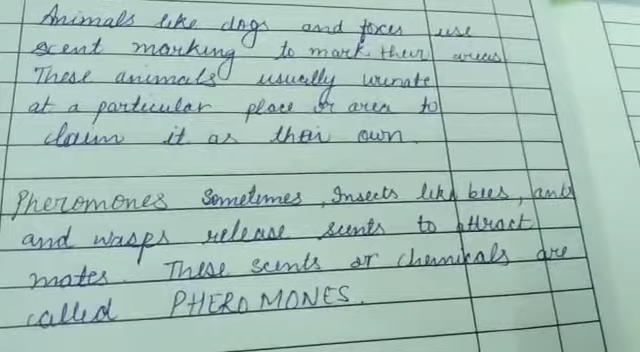 Animals like dogs and foxes use
scent marking to mark their areas
These animals usually urinate
at a particular place or area to
claim it as their own.
Pheromones Sometimes, Insects like bees, ants
and wasps release scents to attract
mates. These scents or chemicals are
called PHEROMONES.